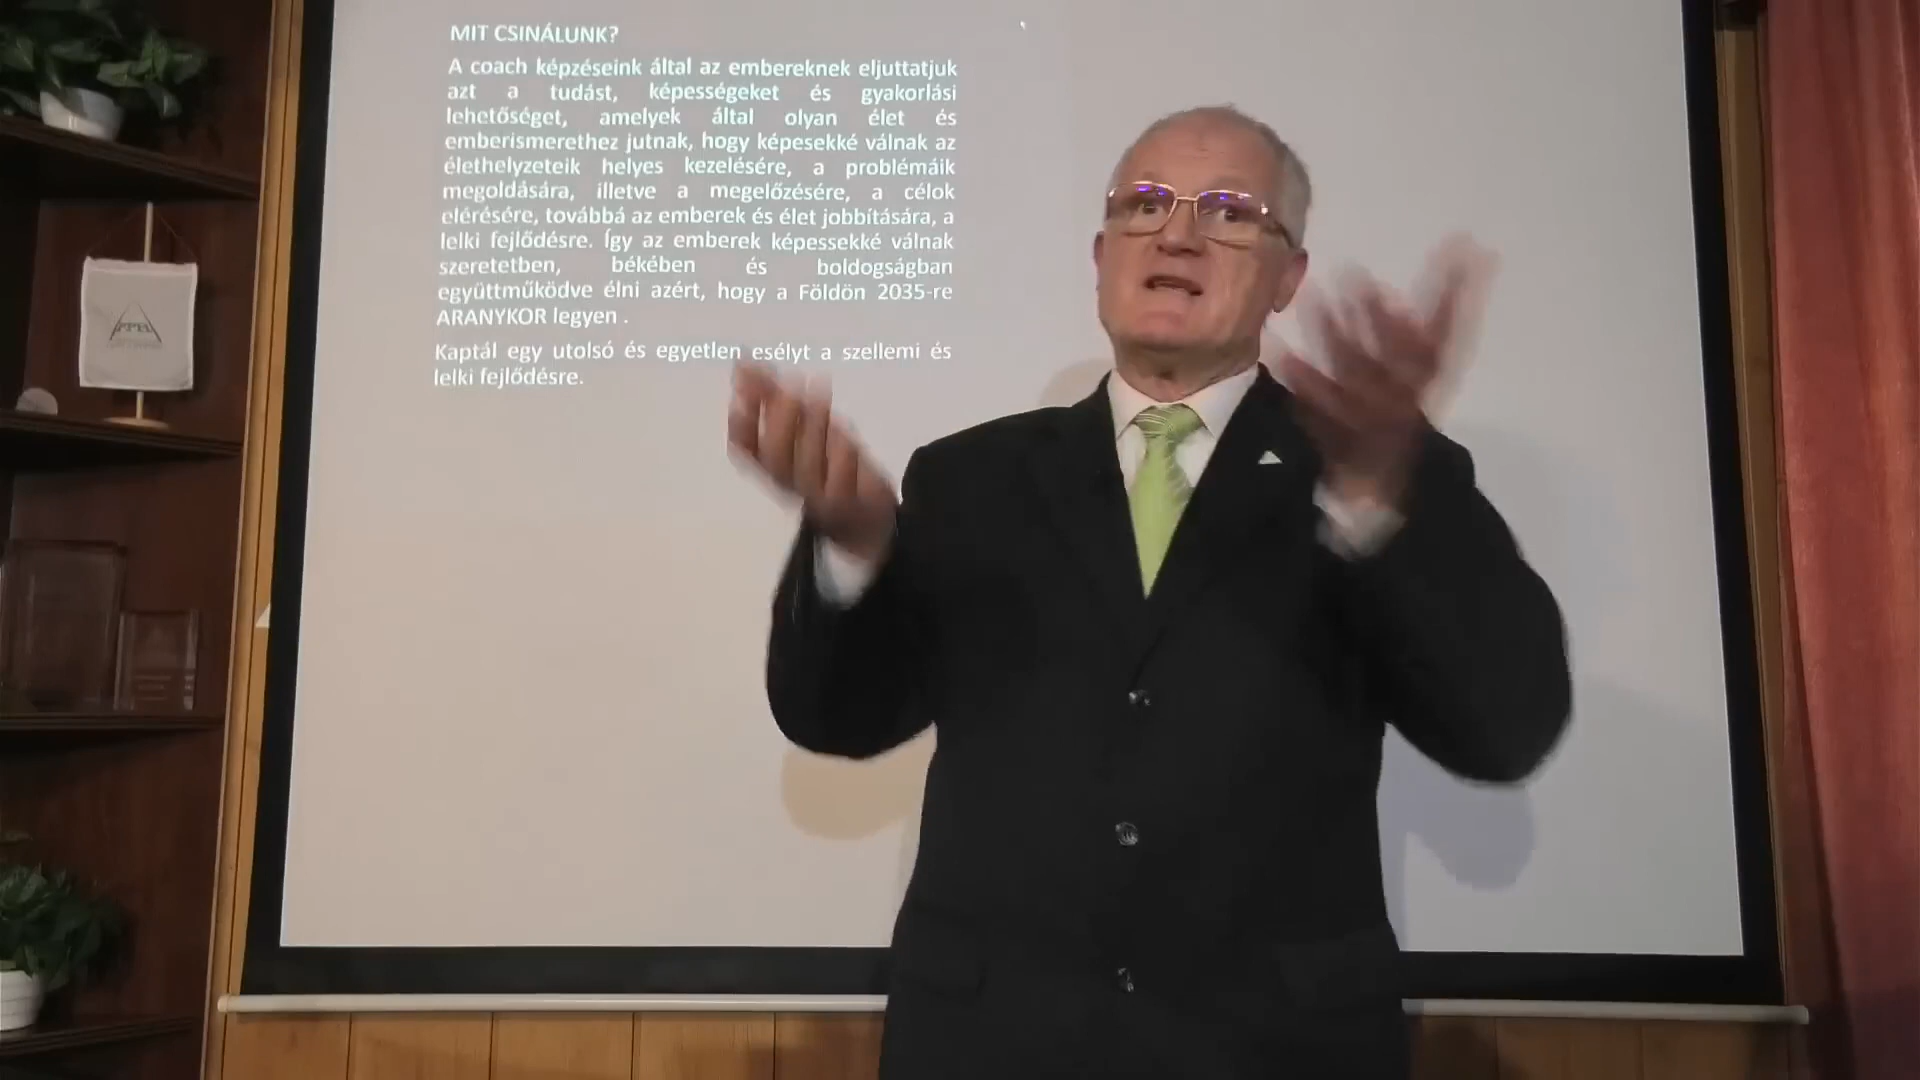 MIT CSINÁLUNK?
A coach képzéseink által az embereknek eljuttatjuk
azt a tudást, képességeket és gyakorlási
lehetőséget, amelyek által olyan élet és
emberismerethez jutnak, hogy képesekké válnak az
élethelyzeteik helyes kezelésére, a problémáik
megoldására, illetve a megelőzésére, a célok
elérésére, továbbá az emberek és élet jobbítására, a
lelki fejlődésre. Így az emberek képessekké válnak
szeretetben, békében és boldogságban
együttműködve élni azért, hogy a Földön 2035-re
ARANYKOR legyen .
Kaptál egy utolsó és egyetlen esélyt a szellemi és
lelki fejlődésre.